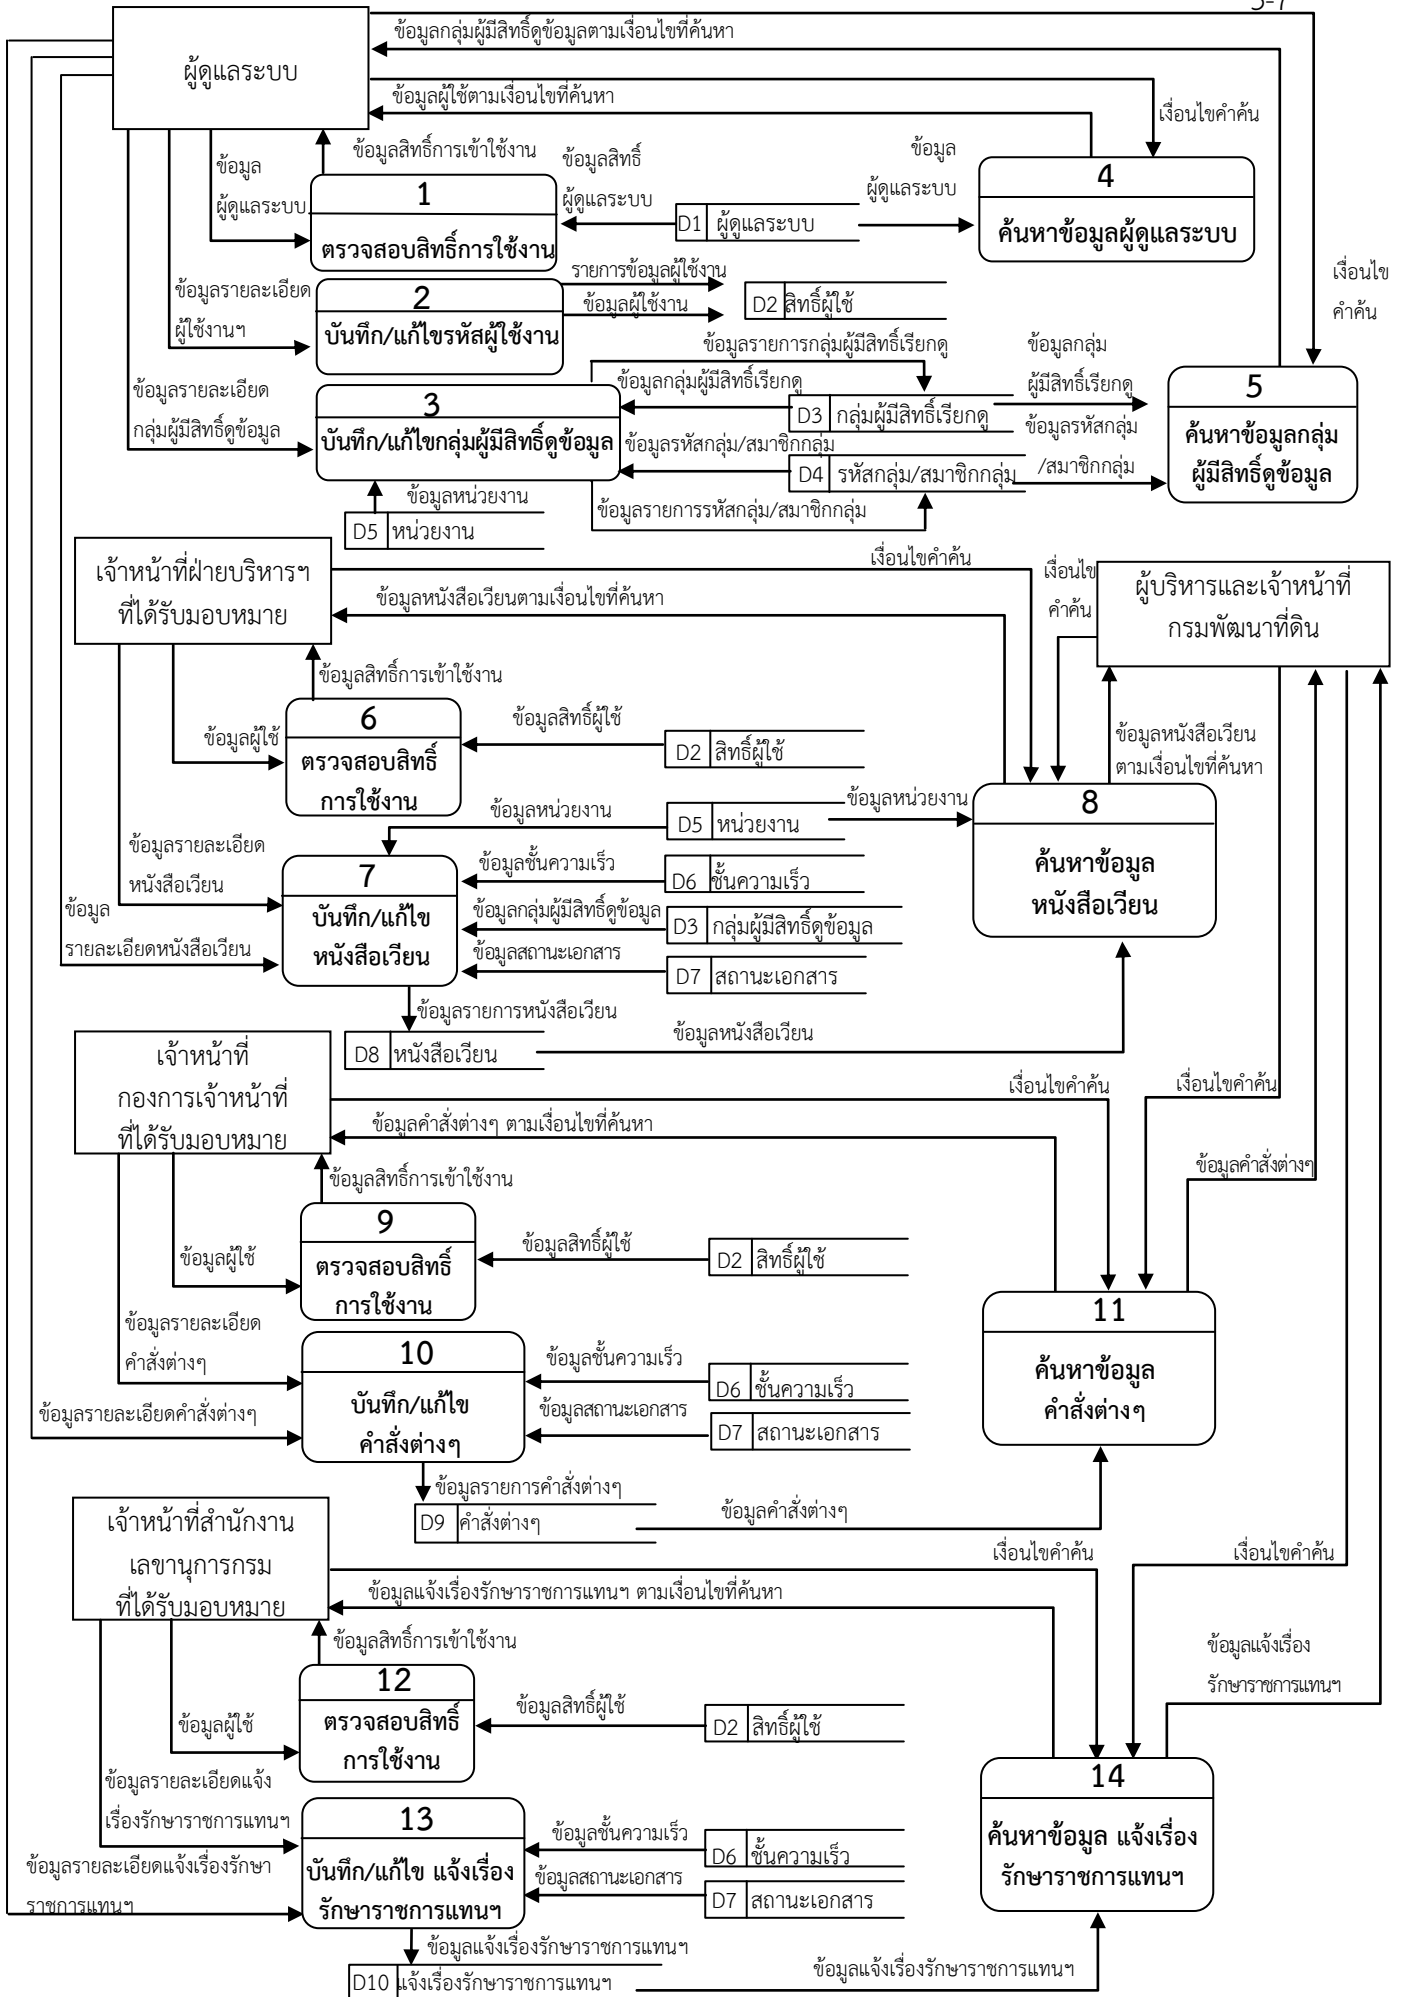 3-7
ข้อมูลกลุ่มผู้มีสิทธิ์ดูข้อมูลตามเงื่อนไขที่ค้นหา
ผู้ดูแลระบบ
ข้อมูลผู้ใช้ตามเงื่อนไขที่ค้นหา
เงื่อนไขคำค้น
ข้อมูลสิทธิ์การเข้าใช้งาน
ข้อมูล
ผู้ดูแลระบบ
ข้อมูลสิทธิ์
ผู้ดูแลระบบ
ข้อมูล
ผู้ดูแลระบบ
1
ตรวจสอบสิทธิ์การใช้งาน
D1 ผู้ดูแลระบบ
4
ค้นหาข้อมูลผู้ดูแลระบบ
เงื่อนไข
คำค้น
ข้อมูลรายละเอียด
ผู้ใช้งานฯ
2
บันทึก/แก้ไขรหัสผู้ใช้งาน
รายการข้อมูลผู้ใช้งาน
ข้อมูลผู้ใช้งาน
D2 สิทธิ์ผู้ใช้
ข้อมูลรายการกลุ่มผู้มีสิทธิ์เรียกดู
ข้อมูลกลุ่ม
ผู้มีสิทธิ์เรียกดู
ข้อมูลรายละเอียด
กลุ่มผู้มีสิทธิ์ดูข้อมูล
3
บันทึก/แก้ไขกลุ่มผู้มีสิทธิ์ดูข้อมูล
ข้อมูลกลุ่มผู้มีสิทธิ์เรียกดู
D3 กลุ่มผู้มีสิทธิ์เรียกดู
ข้อมูลรหัสกลุ่ม
/สมาชิกกลุ่ม
5
ค้นหาข้อมูลกลุ่ม
ผู้มีสิทธิ์ดูข้อมูล
ข้อมูลรหัสกลุ่ม/สมาชิกกลุ่ม
D4 รหัสกลุ่ม/สมาชิกกลุ่ม
ข้อมูลหน่วยงาน
D5 หน่วยงาน
ข้อมูลรายการรหัสกลุ่ม/สมาชิกกลุ่ม
เจ้าหน้าที่ฝ่ายบริหารฯ
ที่ได้รับมอบหมาย
เงื่อนไขคำค้น
ข้อมูลหนังสือเวียนตามเงื่อนไขที่ค้นหา
เงื่อนไข
คำค้น
ผู้บริหารและเจ้าหน้าที่
กรมพัฒนาที่ดิน
ข้อมูลสิทธิ์การเข้าใช้งาน
ข้อมูลผู้ใช้
6
ตรวจสอบสิทธิ์
การใช้งาน
ข้อมูลสิทธิ์ผู้ใช้
D2 สิทธิ์ผู้ใช้
ข้อมูลหนังสือเวียน
ตามเงื่อนไขที่ค้นหา
ข้อมูลหน่วยงาน
D5 หน่วยงาน
ข้อมูลหน่วยงาน
8
ค้นหาข้อมูล
หนังสือเวียน
ข้อมูลรายละเอียด
หนังสือเวียน
ข้อมูล
รายละเอียดหนังสือเวียน
7
บันทึก/แก้ไข
หนังสือเวียน
ข้อมูลชั้นความเร็ว
D6 ชั้นความเร็ว
ข้อมูลกลุ่มผู้มีสิทธิ์ดูข้อมูล
D3 กลุ่มผู้มีสิทธิ์ดูข้อมูล
ข้อมูลสถานะเอกสาร
D7 สถานะเอกสาร
ข้อมูลรายการหนังสือเวียน
D8 หนังสือเวียน
ข้อมูลหนังสือเวียน
เจ้าหน้าที่
กองการเจ้าหน้าที่
ที่ได้รับมอบหมาย
เงื่อนไขคำค้น
เงื่อนไขคำค้น
ข้อมูลคำสั่งต่างๆ ตามเงื่อนไขที่ค้นหา
ข้อมูลคำสั่งต่างๆ
ข้อมูลสิทธิ์การเข้าใช้งาน
ข้อมูลผู้ใช้
9
ตรวจสอบสิทธิ์
การใช้งาน
ข้อมูลสิทธิ์ผู้ใช้
D2 สิทธิ์ผู้ใช้
ข้อมูลรายละเอียด
คำสั่งต่างๆ
ข้อมูลรายละเอียดคำสั่งต่างๆ
10
บันทึก/แก้ไข
คำสั่งต่างๆ
ข้อมูลชั้นความเร็ว
D6 ชั้นความเร็ว
ข้อมูลสถานะเอกสาร
D7 สถานะเอกสาร
11
ค้นหาข้อมูล
คำสั่งต่างๆ
ข้อมูลรายการคำสั่งต่างๆ
D9 คำสั่งต่างๆ
ข้อมูลคำสั่งต่างๆ
เจ้าหน้าที่สำนักงาน
เลขานุการกรม
ที่ได้รับมอบหมาย
เงื่อนไขคำค้น
เงื่อนไขคำค้น
ข้อมูลแจ้งเรื่องรักษาราชการแทนฯ ตามเงื่อนไขที่ค้นหา
ข้อมูลแจ้งเรื่อง
รักษาราชการแทนฯ
ข้อมูลสิทธิ์การเข้าใช้งาน
ข้อมูลผู้ใช้
12
ตรวจสอบสิทธิ์
การใช้งาน
ข้อมูลสิทธิ์ผู้ใช้
D2 สิทธิ์ผู้ใช้
ข้อมูลรายละเอียดแจ้ง
เรื่องรักษาราชการแทนฯ
ข้อมูลรายละเอียดแจ้งเรื่องรักษา
ราชการแทนฯ
13
บันทึก/แก้ไข แจ้งเรื่อง
รักษาราชการแทนฯ
ข้อมูลชั้นความเร็ว
D6 ชั้นความเร็ว
ข้อมูลสถานะเอกสาร
D7 สถานะเอกสาร
14
ค้นหาข้อมูล แจ้งเรื่อง
รักษาราชการแทนฯ
ข้อมูลแจ้งเรื่องรักษาราชการแทนฯ
D10 แจ้งเรื่องรักษาราชการแทนฯ
ข้อมูลแจ้งเรื่องรักษาราชการแทนฯ